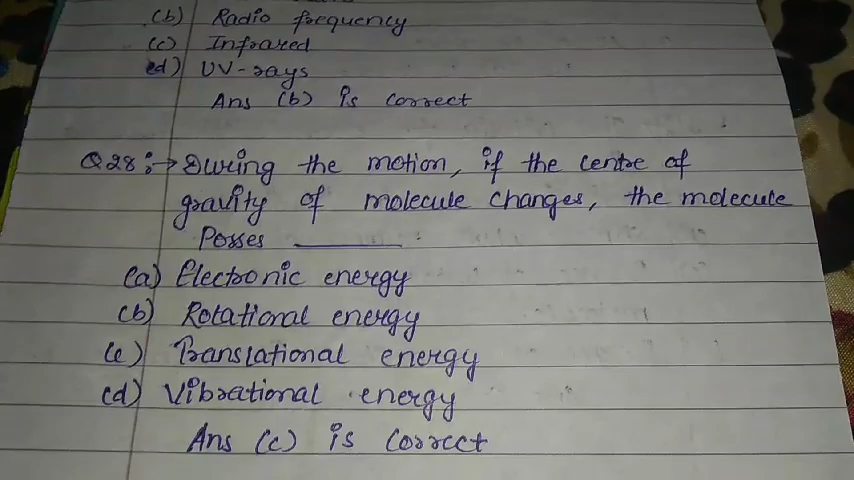 (b) Radio frequency
(c) Infrared
(d) UV-rays
Ans (b) is correct
Q28:→ During the motion, if the centre of
gravity of molecule changes, the molecule
Posses ________ .
(a) Electronic energy
(b) Rotational energy
(c) Translational energy
(d) Vibrational energy
Ans (c) is correct